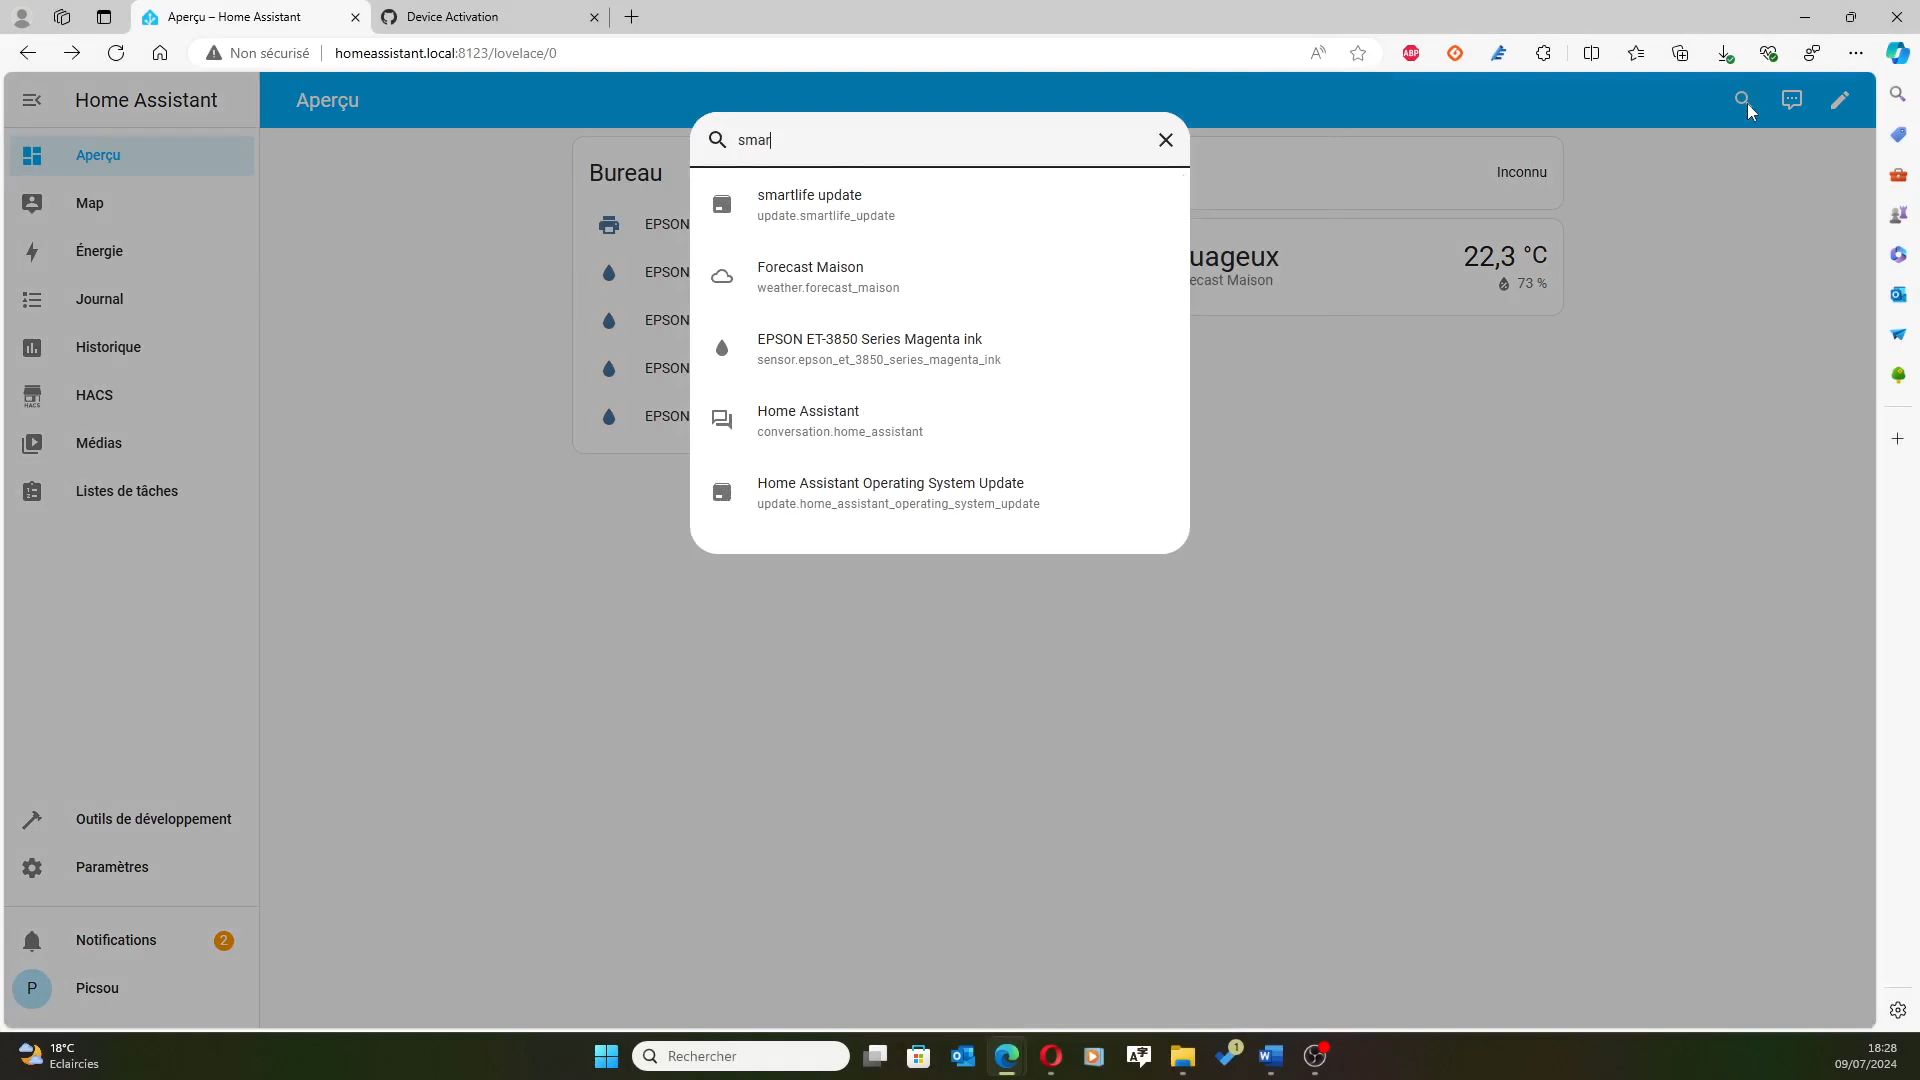 Aperçu – Home Assistant
Device Activation
Non sécurisé
homeassistant.local:8123/lovelace/0
ABP
Home Assistant
Aperçu
Aperçu
Map
Énergie
Journal
Historique
HACS
HACS
Médias
Listes de tâches
Outils de développement
Paramètres
Notifications
2
P
Picsou
Bureau
EPSON
EPSON
EPSON
EPSON
EPSON
smar
smartlife update
update.smartlife_update
Forecast Maison
weather.forecast_maison
EPSON ET-3850 Series Magenta ink
sensor.epson_et_3850_series_magenta_ink
Home Assistant
conversation.home_assistant
Home Assistant Operating System Update
update.home_assistant_operating_system_update
Inconnu
uageux
ecast Maison
22,3 °C
73 %
18°C
Eclaircies
Rechercher
1
18:28
09/07/2024